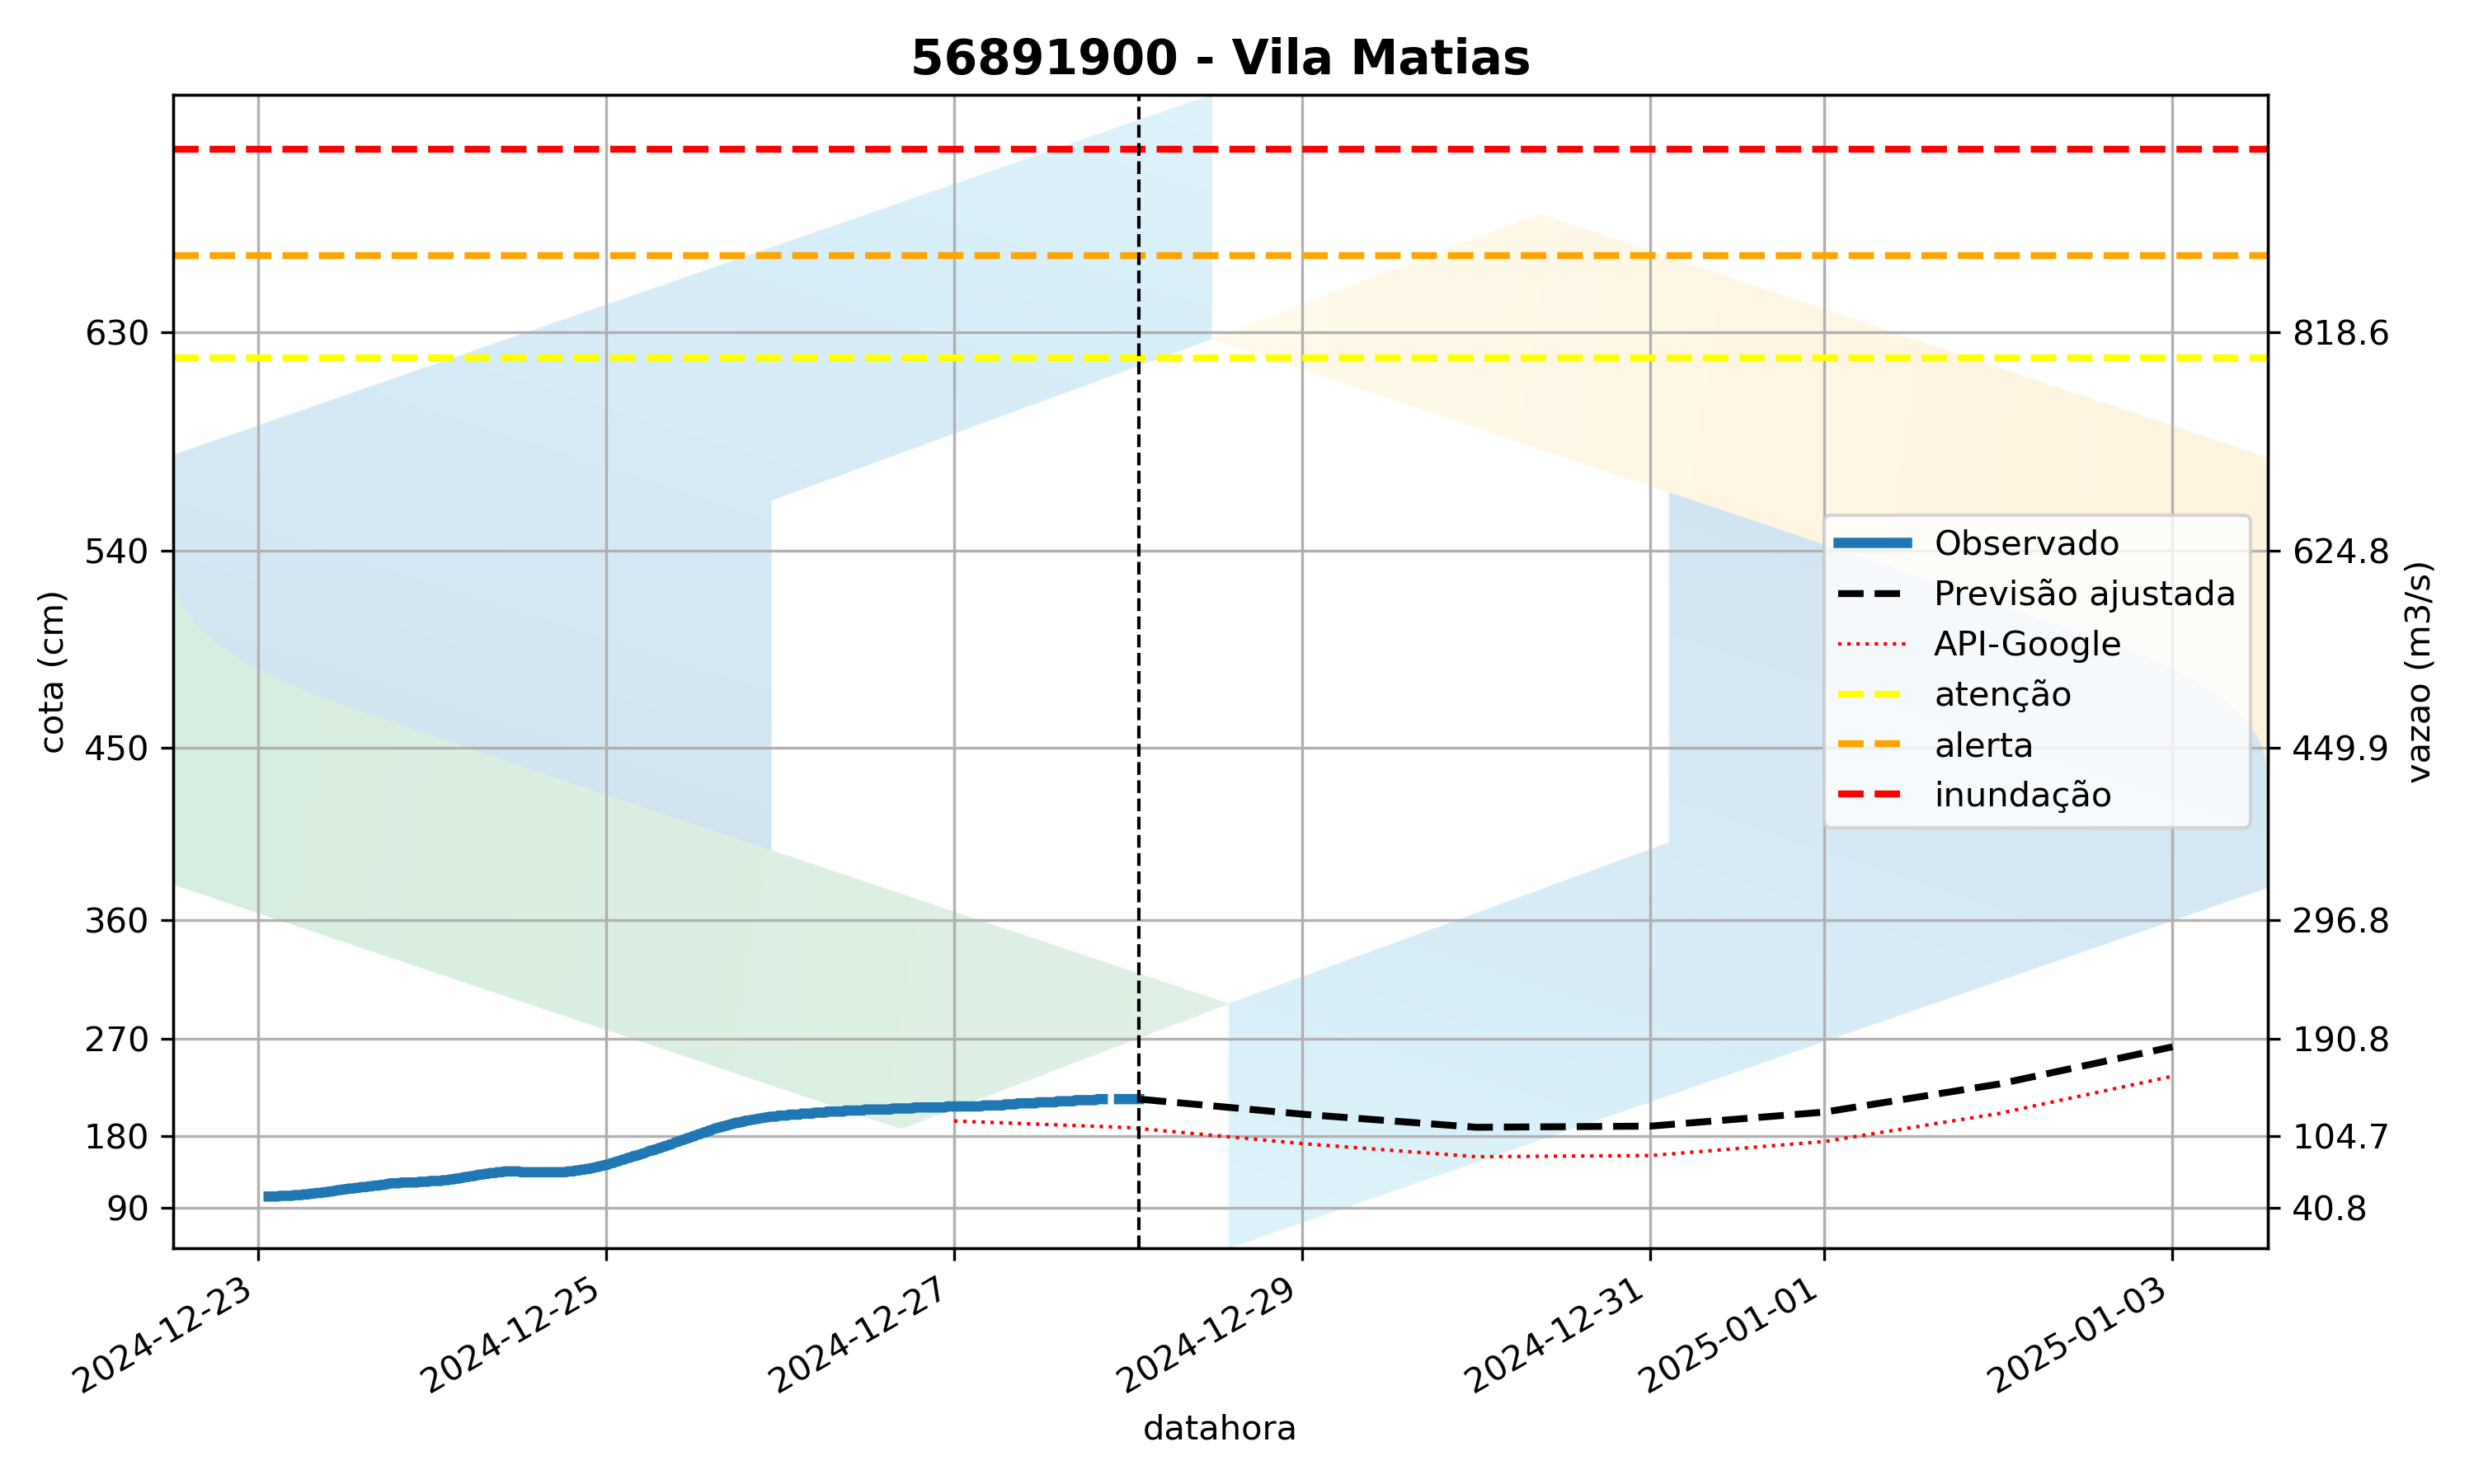 56891900 - Vila Matias
cota (cm)
630
540
450
360
270
180
90
818.6
624.8
449.9
296.8
190.8
104.7
40.8
vazao (m3/s)
Observado
Previsão ajustada
API-Google
atenção
alerta
inundação
2024-12-23
2024-12-25
2024-12-27
2024-12-29
2024-12-31
2025-01-01
2025-01-03
datahora